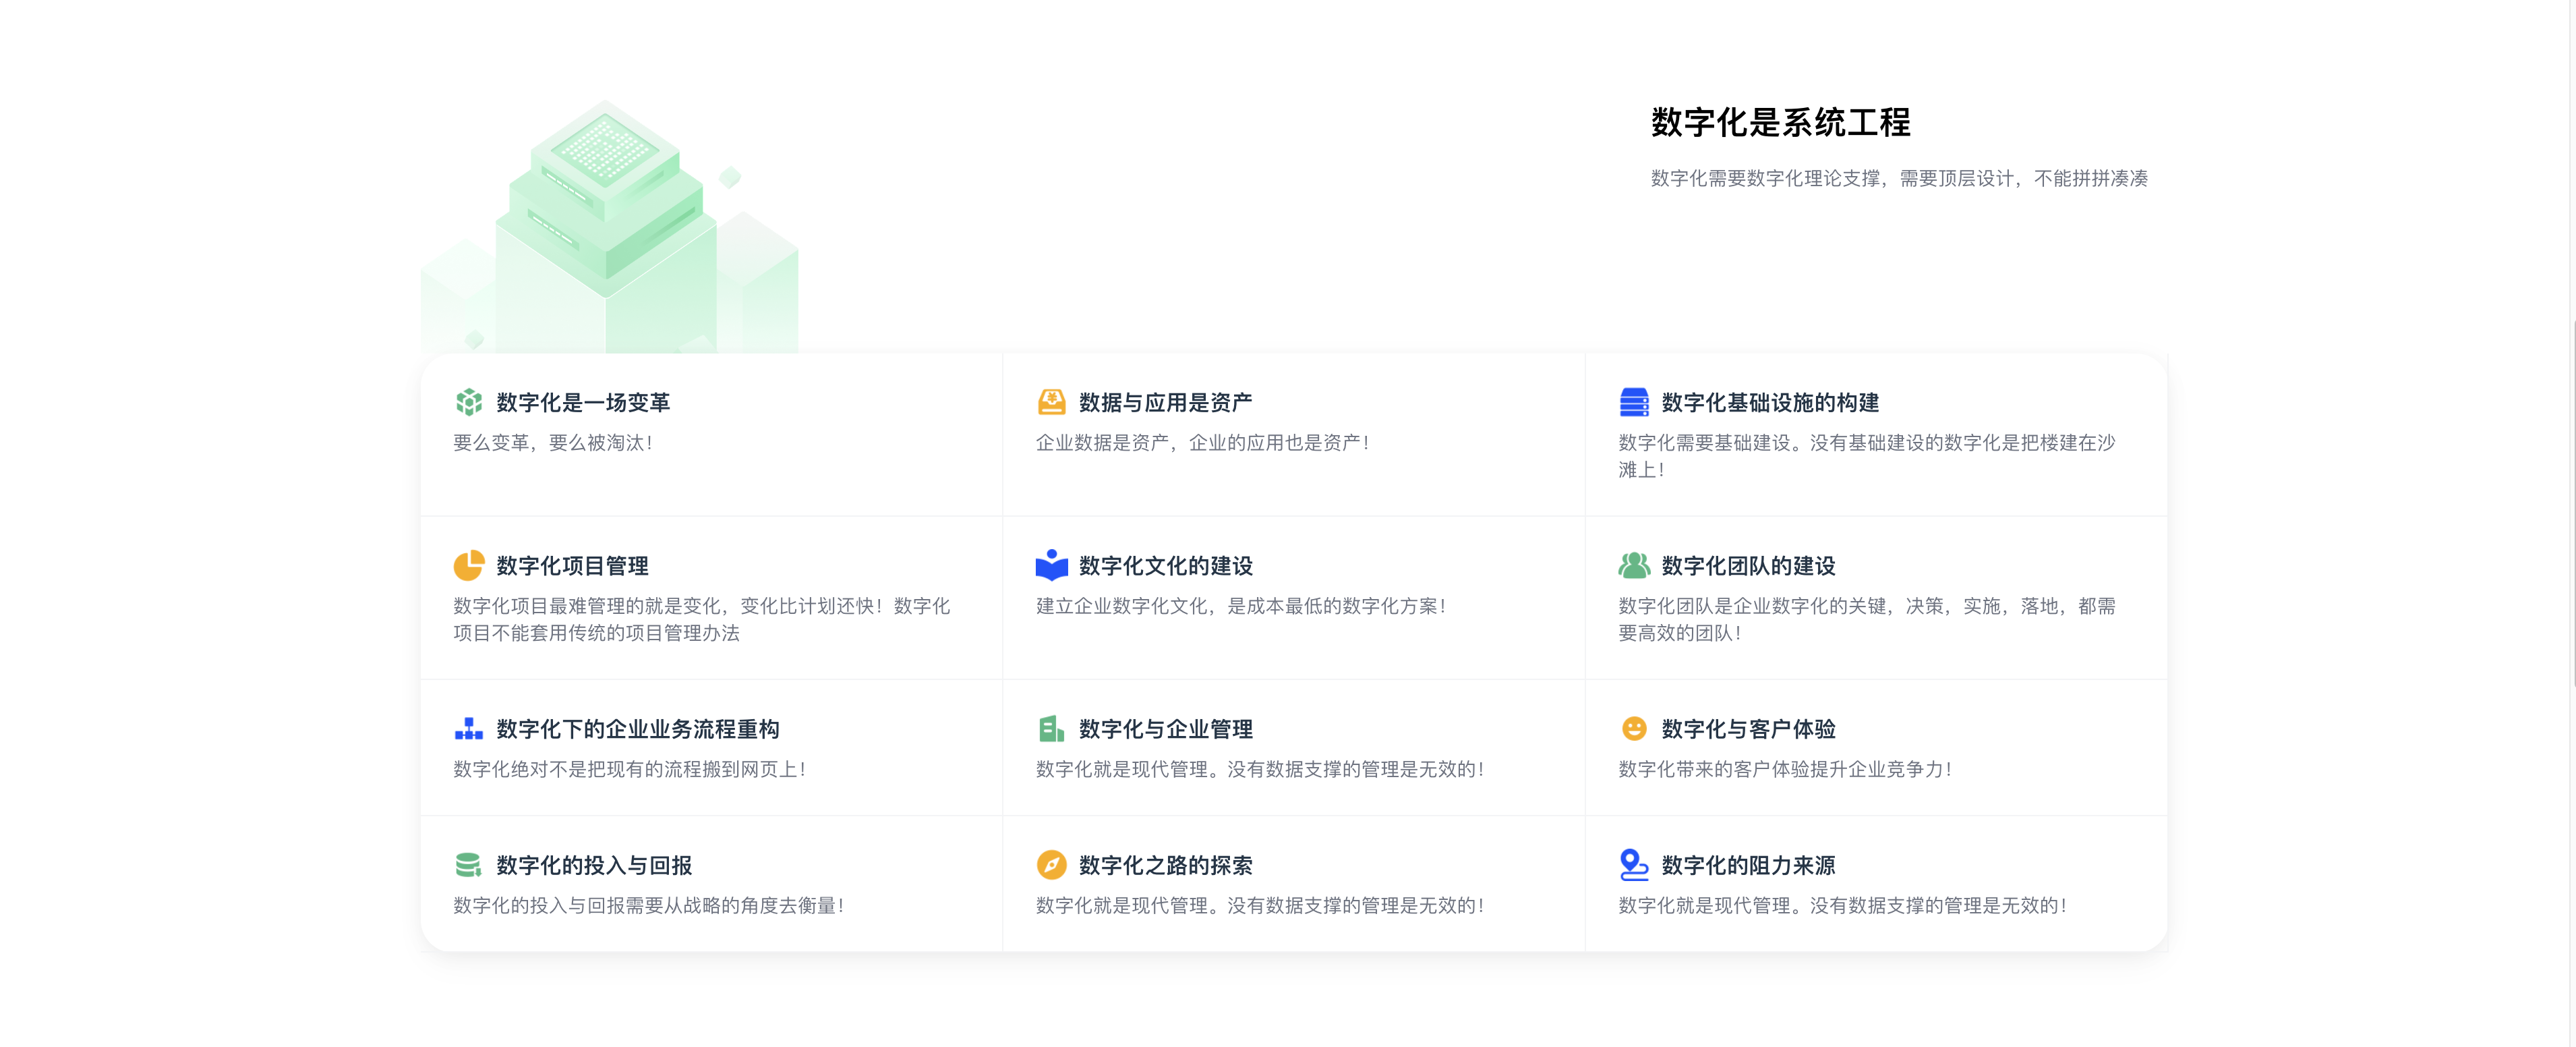 数字化是系统工程
数字化需要数字化理论支撑，需要顶层设计，不能拼拼凑凑
数字化是一场变革
要么变革，要么被淘汰！
数据与应用是资产
企业数据是资产，企业的应用也是资产！
数字化基础设施的构建
数字化需要基础建设。没有基础建设的数字化是把楼建在沙
滩上！
数字化项目管理
数字化项目最难管理的就是变化，变化比计划还快！数字化
项目不能套用传统的项目管理办法
数字化文化的建设
建立企业数字化文化，是成本最低的数字化方案！
数字化团队的建设
数字化团队是企业数字化的关键，决策，实施，落地，都需
要高效的团队！
数字化下的企业业务流程重构
数字化绝对不是把现有的流程搬到网页上！
数字化与企业管理
数字化就是现代管理。没有数据支撑的管理是无效的！
数字化与客户体验
数字化带来的客户体验提升企业竞争力！
数字化的投入与回报
数字化的投入与回报需要从战略的角度去衡量！
数字化之路的探索
数字化就是现代管理。没有数据支撑的管理是无效的！
数字化的阻力来源
数字化就是现代管理。没有数据支撑的管理是无效的！